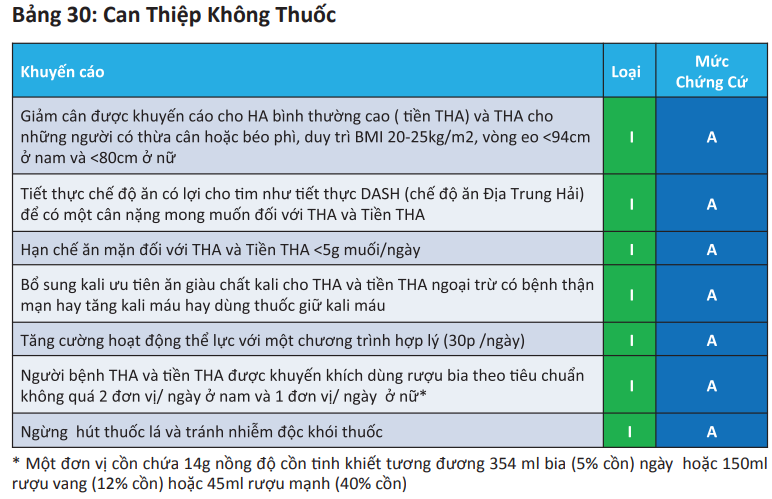 Bảng 30: Can Thiệp Không Thuốc
Khuyến cáo
Loại
Mức
Chứng Cứ
Giảm cân được khuyến cáo cho HA bình thường cao ( tiền THA) và THA cho
những người có thừa cân hoặc béo phì, duy trì BMI 20-25kg/m2, vòng eo <94cm
ở nam và <80cm ở nữ
I
A
Tiết thực chế độ ăn có lợi cho tim như tiết thực DASH (chế độ ăn Địa Trung Hải)
để có một cân nặng mong muốn đối với THA và Tiền THA
I
A
Hạn chế ăn mặn đối với THA và Tiền THA <5g muối/ngày
I
A
Bổ sung kali ưu tiên ăn giàu chất kali cho THA và tiền THA ngoại trừ có bệnh thận
mạn hay tăng kali máu hay dùng thuốc giữ kali máu
I
A
Tăng cường hoạt động thể lực với một chương trình hợp lý (30p /ngày)
I
A
Người bệnh THA và tiền THA được khuyến khích dùng rượu bia theo tiêu chuẩn
không quá 2 đơn vị/ ngày ở nam và 1 đơn vị/ ngày ở nữ*
I
A
Ngừng hút thuốc lá và tránh nhiễm độc khói thuốc
I
A
* Một đơn vị cồn chứa 14g nồng độ cồn tinh khiết tương đương 354 ml bia (5% cồn) ngày hoặc 150ml
rượu vang (12% cồn) hoặc 45ml rượu mạnh (40% cồn)